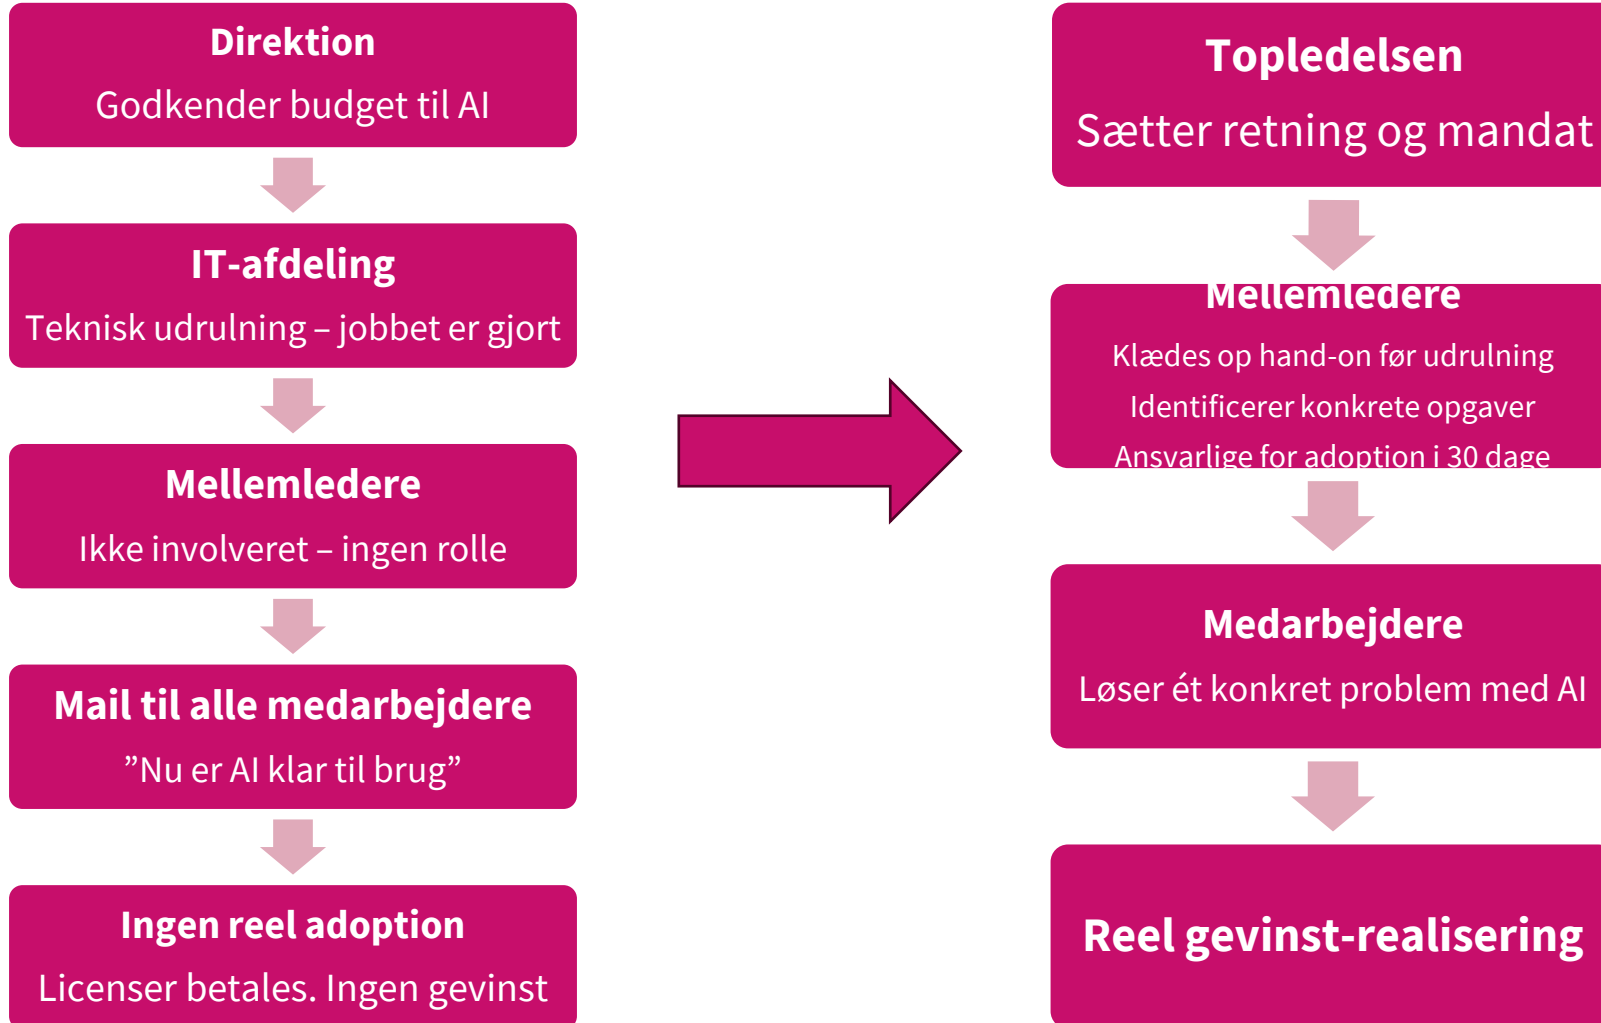 Direktion
Godkender budget til AI
IT-afdeling
Teknisk udrulning – jobbet er gjort
Mellemledere
Ikke involveret – ingen rolle
Mail til alle medarbejdere
”Nu er AI klar til brug”
Ingen reel adoption
Licenser betales. Ingen gevinst
Topledelsen
Sætter retning og mandat
Mellemledere
Klædes op hand-on før udrulning
Identificerer konkrete opgaver
Ansvarlige for adoption i 30 dage
Medarbejdere
Løser ét konkret problem med AI
Reel gevinst-realisering